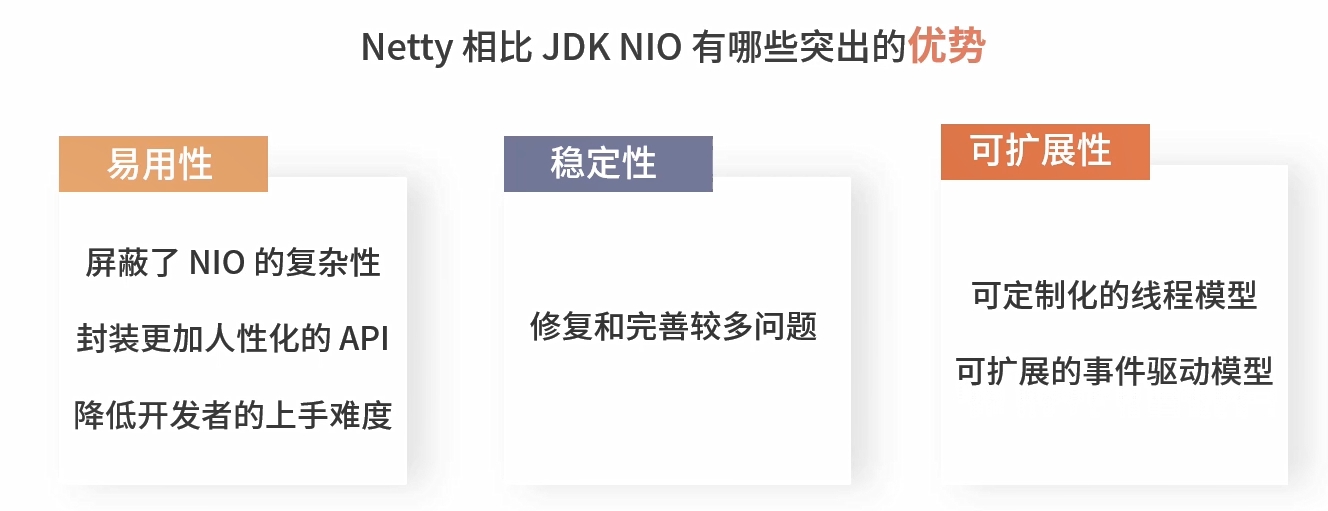 Netty 相比 JDK NIO 有哪些突出的优势
易用性
屏蔽了 NIO 的复杂性
封装更加人性化的 API
降低开发者的上手难度
稳定性
修复和完善较多问题
可扩展性
可定制化的线程模型
可扩展的事件驱动模型